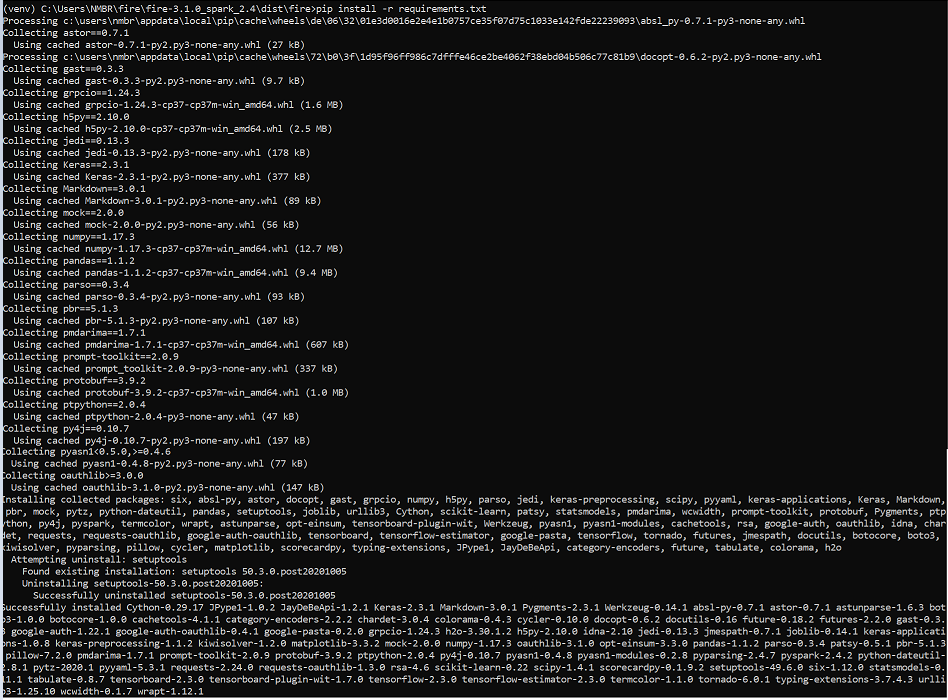 (venv) C:\Users\NMBR\fire\fire-3.1.0_spark_2.4\dist\fire>pip install -r requirements.txt
Processing c:\users\nmbr\appdata\local\pip\cache\wheels\de\06\32\01e3d0016e2e4e1b0757ce35f07d75c1033e142fde22239093\absl_py-0.7.1-py3-none-any.whl
Collecting astor==0.7.1
Using cached astor-0.7.1-py2.py3-none-any.whl (27 kB)
Processing c:\users\nmbr\appdata\local\pip\cache\wheels\72\b0\3f\1d95f96ff986c7dfffe46ce2be4062f38ebd04b506c77c81b9\docopt-0.6.2-py2.py3-none-any.whl
Collecting gast==0.3.3
Using cached gast-0.3.3-py2.py3-none-any.whl (9.7 kB)
Collecting grpcio==1.24.3
Using cached grpcio-1.24.3-cp37-cp37m-win_amd64.whl (1.6 MB)
Collecting h5py==2.10.0
Using cached h5py-2.10.0-cp37-cp37m-win_amd64.whl (2.5 MB)
Collecting jedi==0.13.3
Using cached jedi-0.13.3-py2.py3-none-any.whl (178 kB)
Collecting Keras==2.3.1
Using cached Keras-2.3.1-py2.py3-none-any.whl (377 kB)
Collecting Markdown==3.0.1
Using cached Markdown-3.0.1-py2.py3-none-any.whl (89 kB)
Collecting mock==2.0.0
Using cached mock-2.0.0-py2.py3-none-any.whl (56 kB)
Collecting numpy==1.17.3
Using cached numpy-1.17.3-cp37-cp37m-win_amd64.whl (12.7 MB)
Collecting pandas==1.1.2
Using cached pandas-1.1.2-cp37-cp37m-win_amd64.whl (9.4 MB)
Collecting parso==0.3.4
Using cached parso-0.3.4-py2.py3-none-any.whl (93 kB)
Collecting pbr==5.1.3
Using cached pbr-5.1.3-py2.py3-none-any.whl (107 kB)
Collecting pmdarima==1.7.1
Using cached pmdarima-1.7.1-cp37-cp37m-win_amd64.whl (607 kB)
Collecting prompt-toolkit==2.0.9
Using cached prompt_toolkit-2.0.9-py3-none-any.whl (337 kB)
Collecting protobuf==3.9.2
Using cached protobuf-3.9.2-cp37-cp37m-win_amd64.whl (1.0 MB)
Collecting ptpython==2.0.4
Using cached ptpython-2.0.4-py3-none-any.whl (47 kB)
Collecting py4j==0.10.7
Using cached py4j-0.10.7-py2.py3-none-any.whl (197 kB)
Collecting pyasn1<0.5.0,>=0.4.6
Using cached pyasn1-0.4.8-py2.py3-none-any.whl (77 kB)
Collecting oauthlib>=3.0.0
Using cached oauthlib-3.1.0-py2.py3-none-any.whl (147 kB)
Installing collected packages: six, absl-py, astor, docopt, gast, grpcio, numpy, h5py, parso, jedi, keras-preprocessing, scipy, pyyaml, keras-applications, Keras, Markdown,
pbr, mock, pytz, python-dateutil, pandas, setuptools, joblib, urllib3, Cython, scikit-learn, patsy, statsmodels, pmdarima, wcwidth, prompt-toolkit, protobuf, Pygments, ptp
ython, py4j, pyspark, termcolor, wrapt, astunparse, opt-einsum, tensorboard-plugin-wit, Werkzeug, pyasn1, pyasn1-modules, cachetools, rsa, google-auth, oauthlib, idna, char
det, requests, requests-oauthlib, google-auth-oauthlib, tensorboard, tensorflow-estimator, google-pasta, tensorflow, tornado, futures, jmespath, docutils, botocore, boto3,
kiwisolver, pyparsing, pillow, cycler, matplotlib, scorecardpy, typing-extensions, JPype1, JayDeBeApi, category-encoders, future, tabulate, colorama, h2o
Attempting uninstall: setuptools
Found existing installation: setuptools 50.3.0.post20201005
Uninstalling setuptools-50.3.0.post20201005:
Successfully uninstalled setuptools-50.3.0.post20201005
Successfully installed Cython-0.29.17 JPype1-1.0.2 JayDeBeApi-1.2.1 Keras-2.3.1 Markdown-3.0.1 Pygments-2.3.1 Werkzeug-0.14.1 absl-py-0.7.1 astor-0.7.1 astunparse-1.6.3 bot
o3-1.0.0 botocore-1.0.0 cachetools-4.1.1 category-encoders-2.2.2 chardet-3.0.4 colorama-0.4.3 cycler-0.10.0 docopt-0.6.2 docutils-0.16 future-0.18.2 futures-2.2.0 gast-0.3.
3 google-auth-1.22.1 google-auth-oauthlib-0.4.1 google-pasta-0.2.0 grpcio-1.24.3 h2o-3.30.1.2 h5py-2.10.0 idna-2.10 jedi-0.13.3 jmespath-0.7.1 joblib-0.14.1 keras-applicati
ons-1.0.8 keras-preprocessing-1.1.2 kiwisolver-1.2.0 matplotlib-3.3.2 mock-2.0.0 numpy-1.17.3 oauthlib-3.1.0 opt-einsum-3.3.0 pandas-1.1.2 parso-0.3.4 patsy-0.5.1 pbr-5.1.3
pillow-7.2.0 pmdarima-1.7.1 prompt-toolkit-2.0.9 protobuf-3.9.2 ptpython-2.0.4 py4j-0.10.7 pyasn1-0.4.8 pyasn1-modules-0.2.8 pyparsing-2.4.7 pyspark-2.4.2 python-dateutil-
2.8.1 pytz-2020.1 pyyaml-5.3.1 requests-2.24.0 requests-oauthlib-1.3.0 rsa-4.6 scikit-learn-0.22 scipy-1.4.1 scorecardpy-0.1.9.2 setuptools-49.6.0 six-1.12.0 statsmodels-0.
11.1 tabulate-0.8.7 tensorboard-2.3.0 tensorboard-plugin-wit-1.7.0 tensorflow-2.3.0 tensorflow-estimator-2.3.0 termcolor-1.1.0 tornado-6.0.1 typing-extensions-3.7.4.3 urlli
b3-1.25.10 wcwidth-0.1.7 wrapt-1.12.1